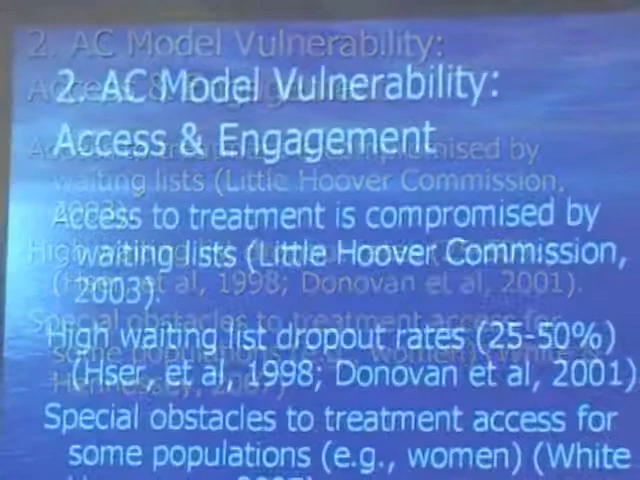 2. AC Model Vulnerability:
Access & Engagement
Access to treatment is compromised by
waiting lists (Little Hoover Commission,
2003).
High waiting list dropout rates (25-50%)
(Hser, et al, 1998; Donovan et al, 2001)
Special obstacles to treatment access for
some populations (e.g., women) (White